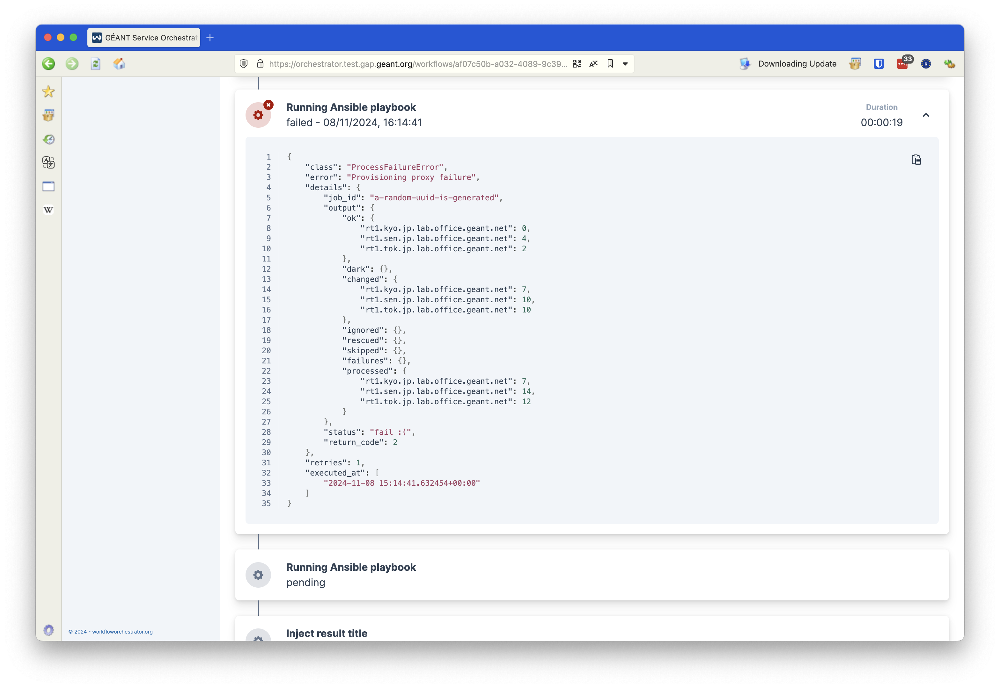 GÉANT Service Orchestrat
https://orchestrator.test.gap.geant.org/workflows/af07c50b-a032-4089-9c39...
Downloading Update
33
W
Running Ansible playbook
failed - 08/11/2024, 16:14:41
Duration
00:00:19
1 {
2 "class": "ProcessFailureError",
3 "error": "Provisioning proxy failure",
4 "details": {
5 "job_id": "a-random-uuid-is-generated",
6 "output": {
7 "ok": {
8 "rt1.kyo.jp.lab.office.geant.net": 0,
9 "rt1.sen.jp.lab.office.geant.net": 4,
10 "rt1.tok.jp.lab.office.geant.net": 2
11 },
12 "dark": {},
13 "changed": {
14 "rt1.kyo.jp.lab.office.geant.net": 7,
15 "rt1.sen.jp.lab.office.geant.net": 10,
16 "rt1.tok.jp.lab.office.geant.net": 10
17 },
18 "ignored": {},
19 "rescued": {},
20 "skipped": {},
21 "failures": {},
22 "processed": {
23 "rt1.kyo.jp.lab.office.geant.net": 7,
24 "rt1.sen.jp.lab.office.geant.net": 14,
25 "rt1.tok.jp.lab.office.geant.net": 12
26 }
27 },
28 "status": "fail :(",
29 "return_code": 2
30 },
31 "retries": 1,
32 "executed_at": [
33 "2024-11-08 15:14:41.632454+00:00"
34 ]
35 }
Running Ansible playbook
pending
Inject result title
© 2024 - workfloworchestrator.org